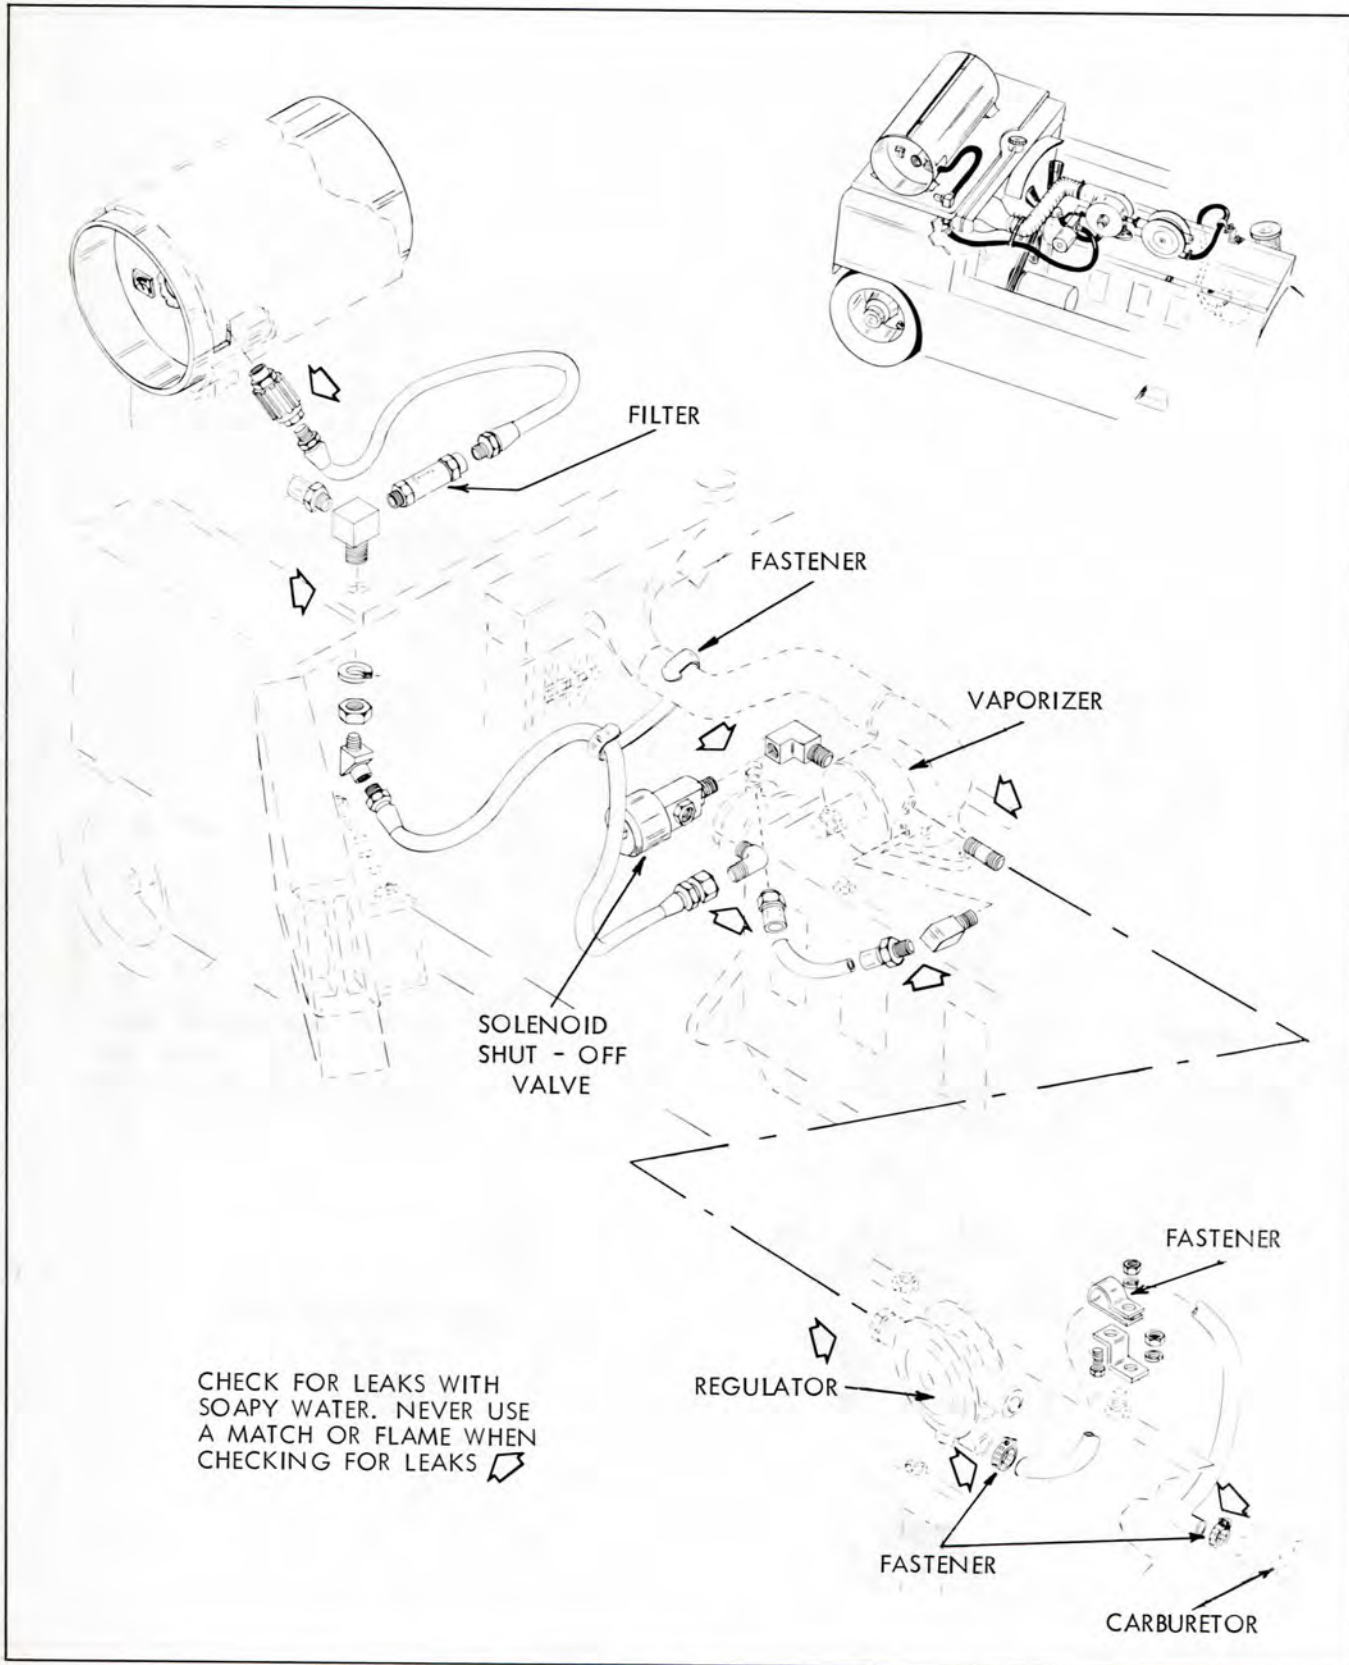 FILTER
FASTENER
VAPORIZER
SOLENOID
SHUT - OFF
VALVE
FASTENER
REGULATOR
CHECK FOR LEAKS WITH
SOAPY WATER. NEVER USE
A MATCH OR FLAME WHEN
CHECKING FOR LEAKS
FASTENER
CARBURETOR